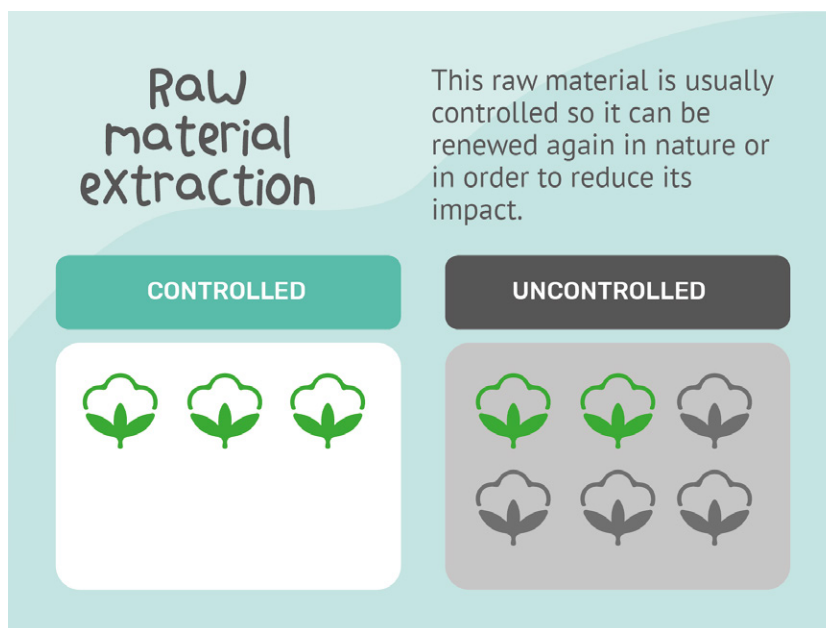 Raw
material
extraction
This raw material is usually
controlled so it can be
renewed again in nature or
in order to reduce its
impact.
CONTROLLED
UNCONTROLLED